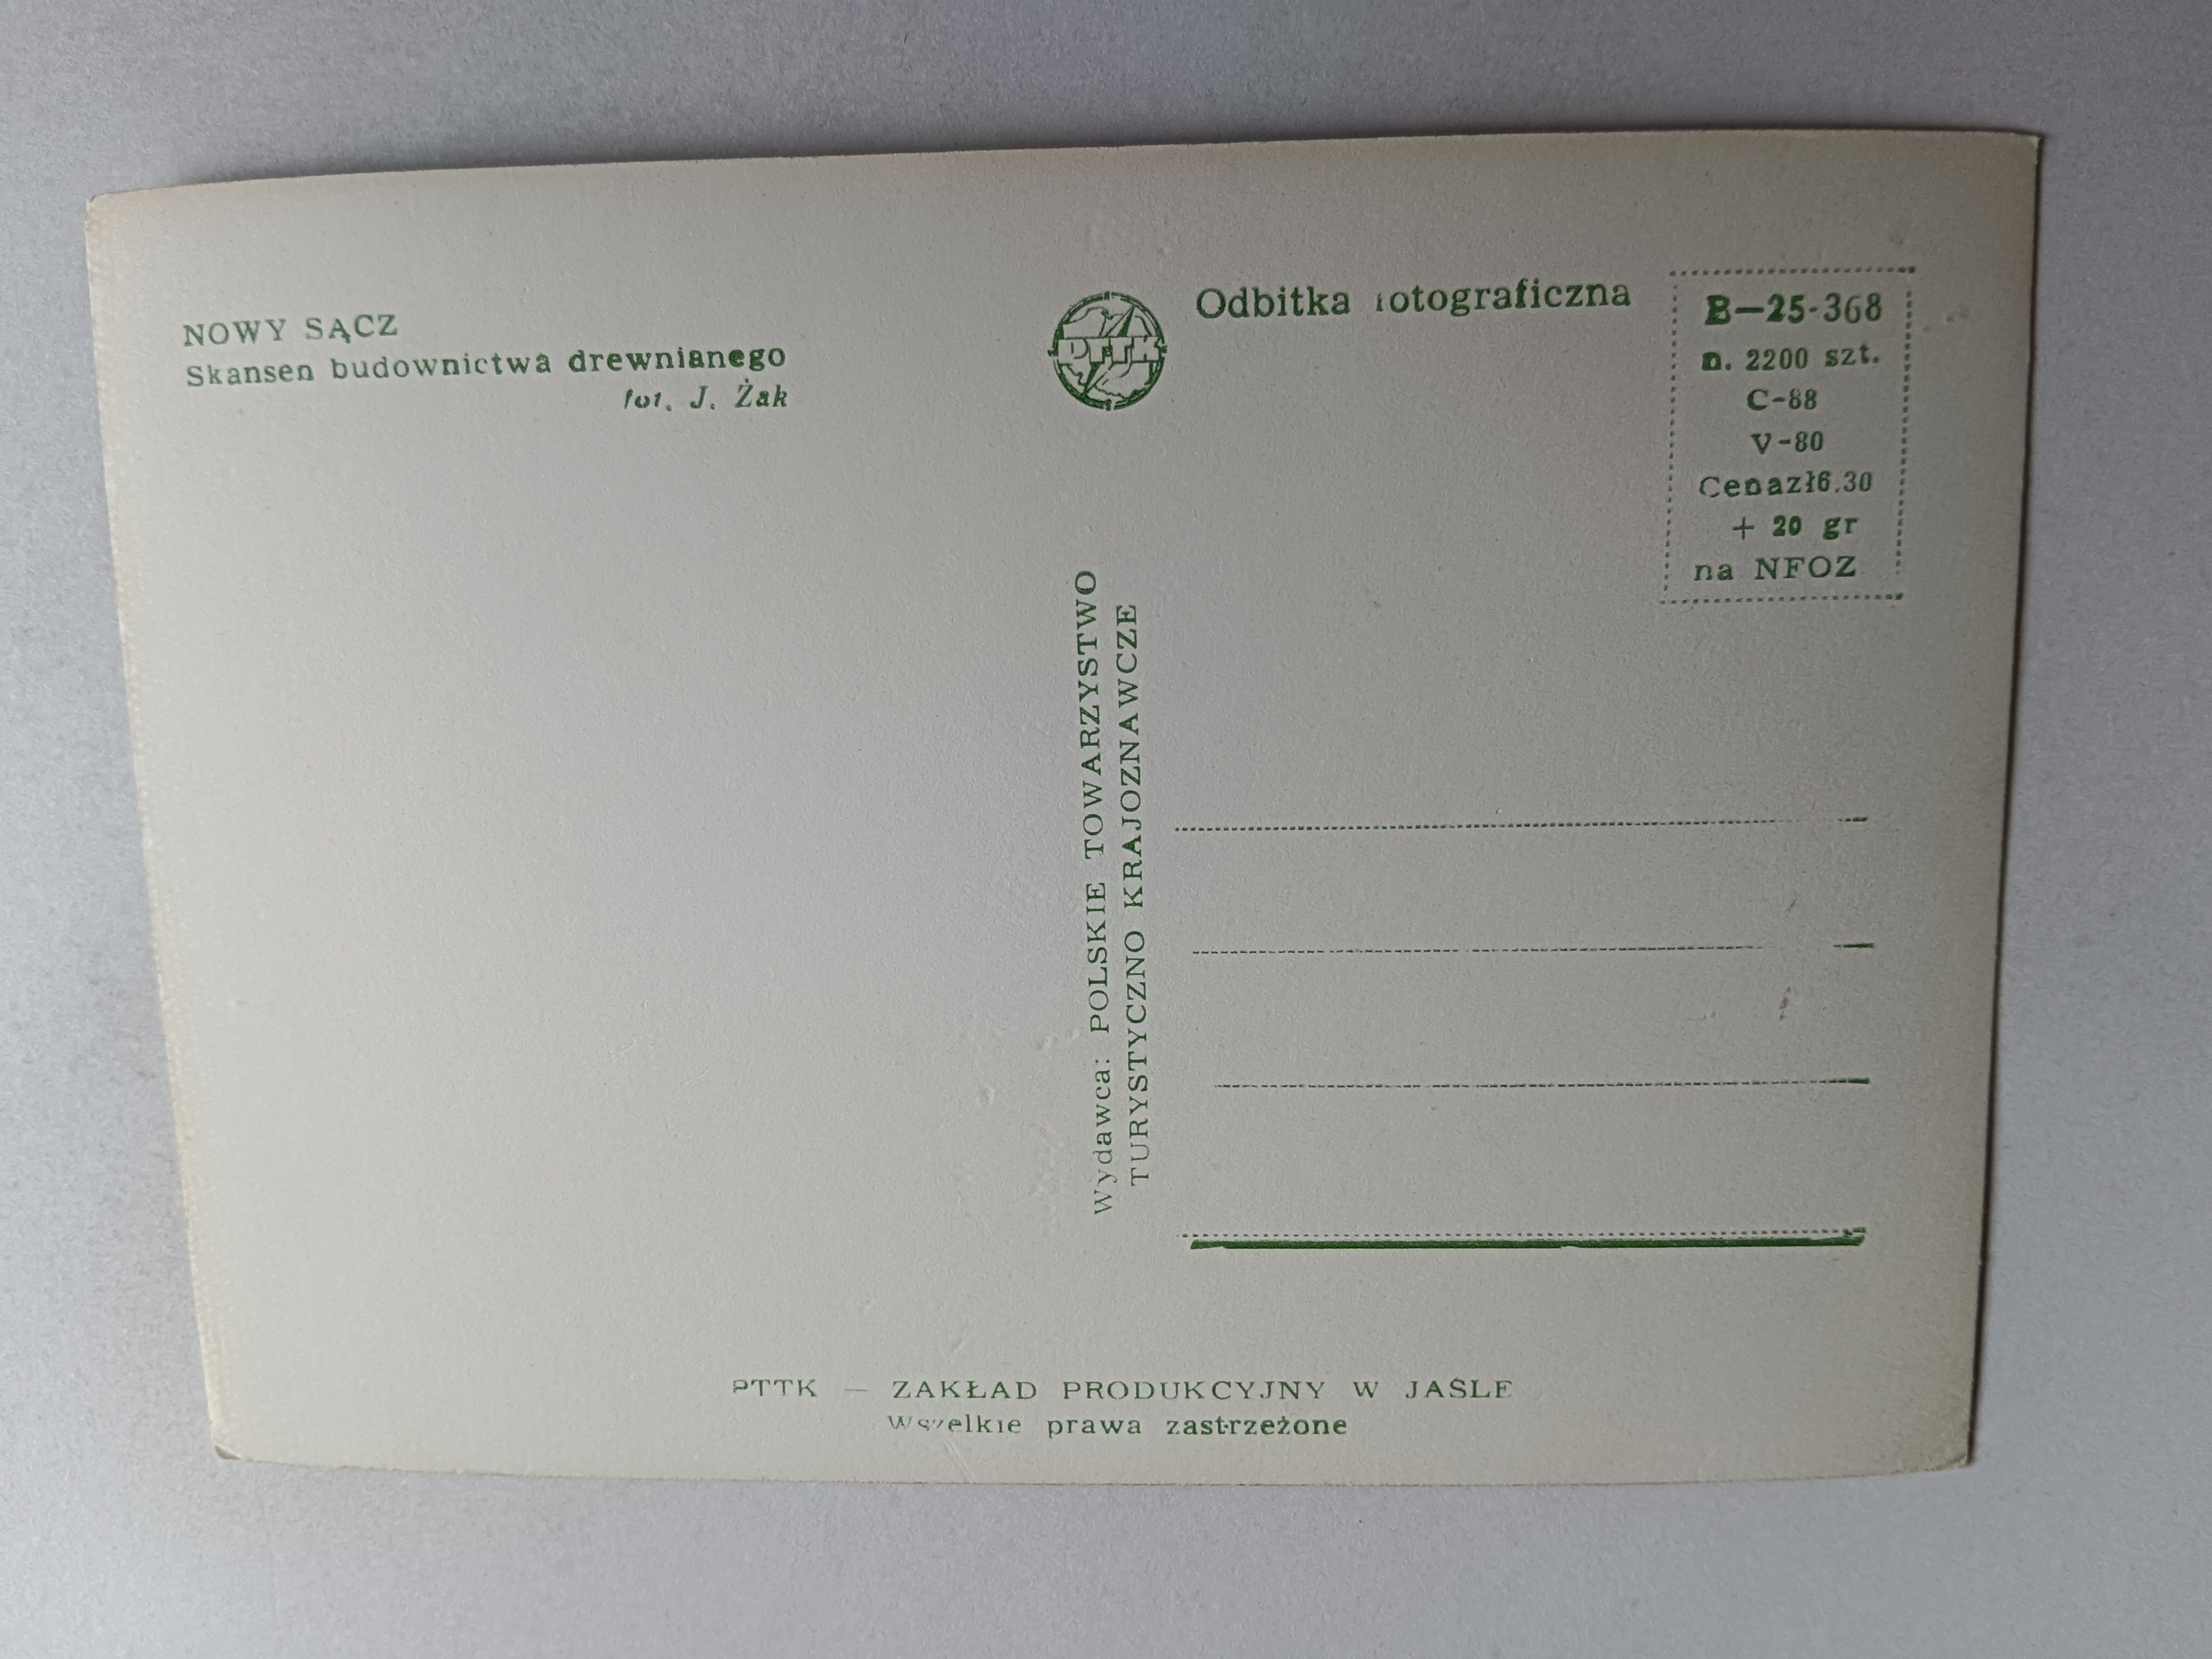 NOWY SĄCZ
Skansen budownictwa drewnianego
fot. J. Żak
PTTK
Odbitka fotograficzna
B—25-368
n. 2200 szt.
C-88
V-80
Cena zł 6.30
+ 20 gr
na NFOZ
Wydawca: POLSKIE TOWARZYSTWO
TURYSTYCZNO KRAJOZNAWCZE
PTTK — ZAKŁAD PRODUKCYJNY W JAŚLE
Wszelkie prawa zastrzeżone